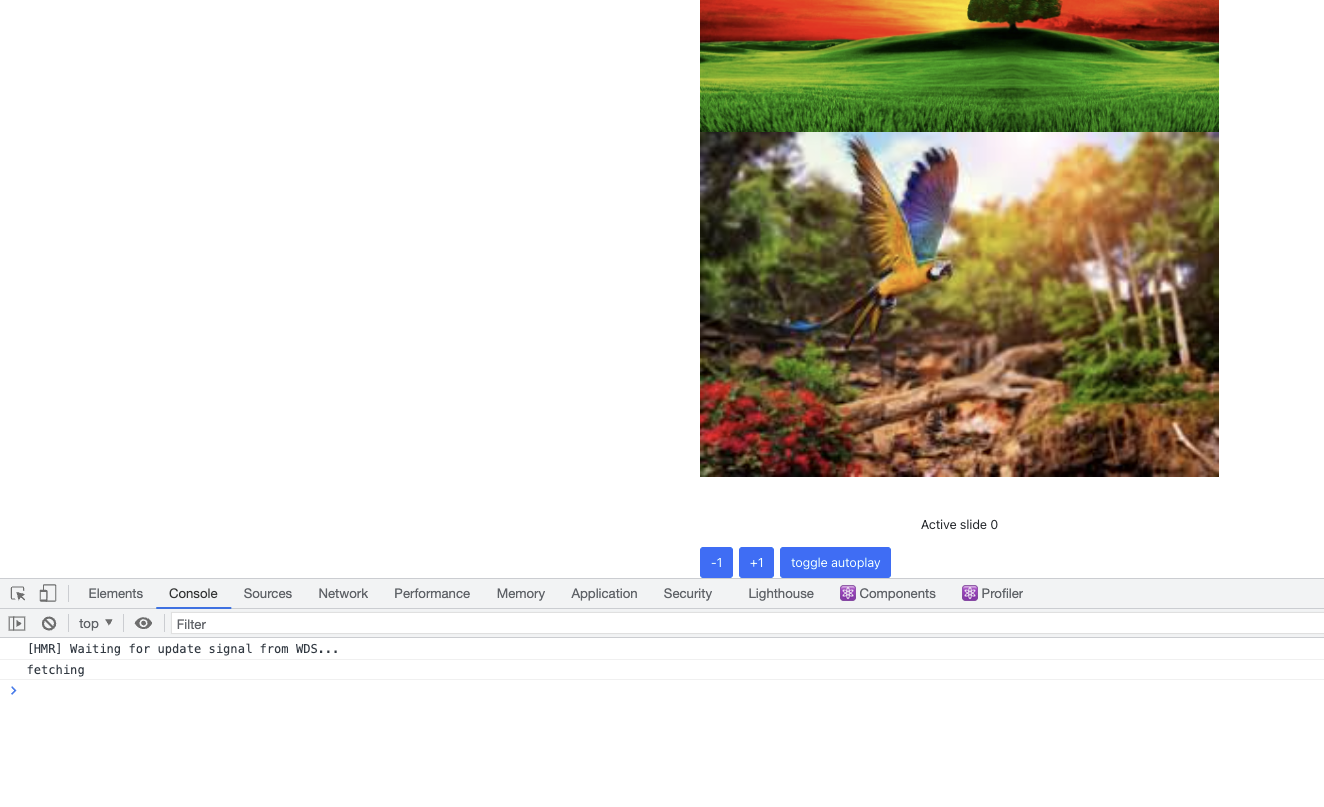 Active slide 0
-1 +1 toggle autoplay
Elements Console Sources Network Performance Memory Application Security Lighthouse Components Profiler
top Filter
[HMR] Waiting for update signal from WDS...
fetching